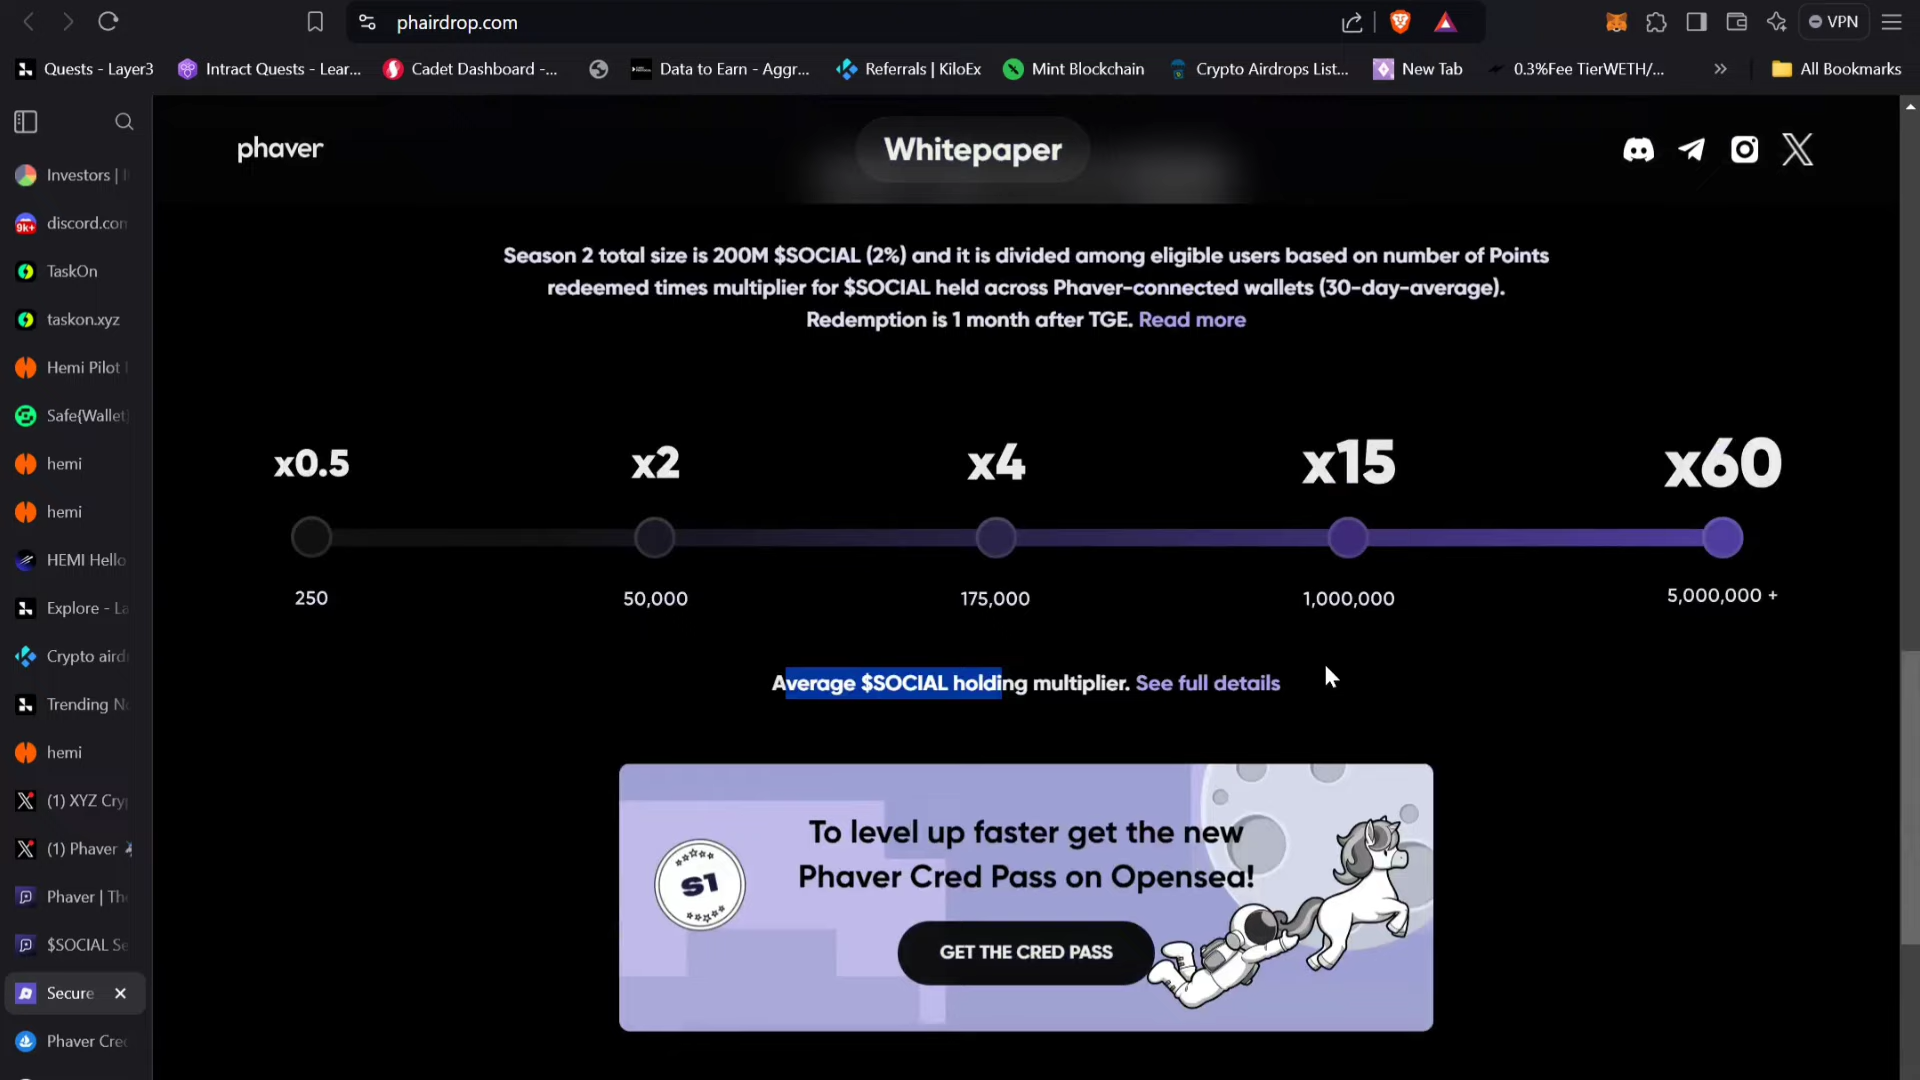 phairdrop.com
VPN
Quests - Layer3
Intract Quests - Lear...
Cadet Dashboard -...
Data to Earn - Aggr...
Referrals | KiloEx
Mint Blockchain
Crypto Airdrops List...
New Tab
0.3%Fee TierWETH/...
»
All Bookmarks
Investors |
discord.com
9k+
TaskOn
taskon.xyz
Hemi Pilot
Safe{Wallet}
hemi
hemi
HEMI Hello
Explore - La
Crypto aird
Trending N
hemi
(1) XYZ Cry
(1) Phaver
Phaver | Th
$SOCIAL Se
Secure
Phaver Cre
phaver
Whitepaper
Season 2 total size is 200M $SOCIAL (2%) and it is divided among eligible users based on number of Points
redeemed times multiplier for $SOCIAL held across Phaver-connected wallets (30-day-average).
Redemption is 1 month after TGE. Read more
x0.5
x2
x4
x15
x60
250
50,000
175,000
1,000,000
5,000,000 +
Average $SOCIAL holding multiplier. See full details
S1
To level up faster get the new
Phaver Cred Pass on Opensea!
GET THE CRED PASS